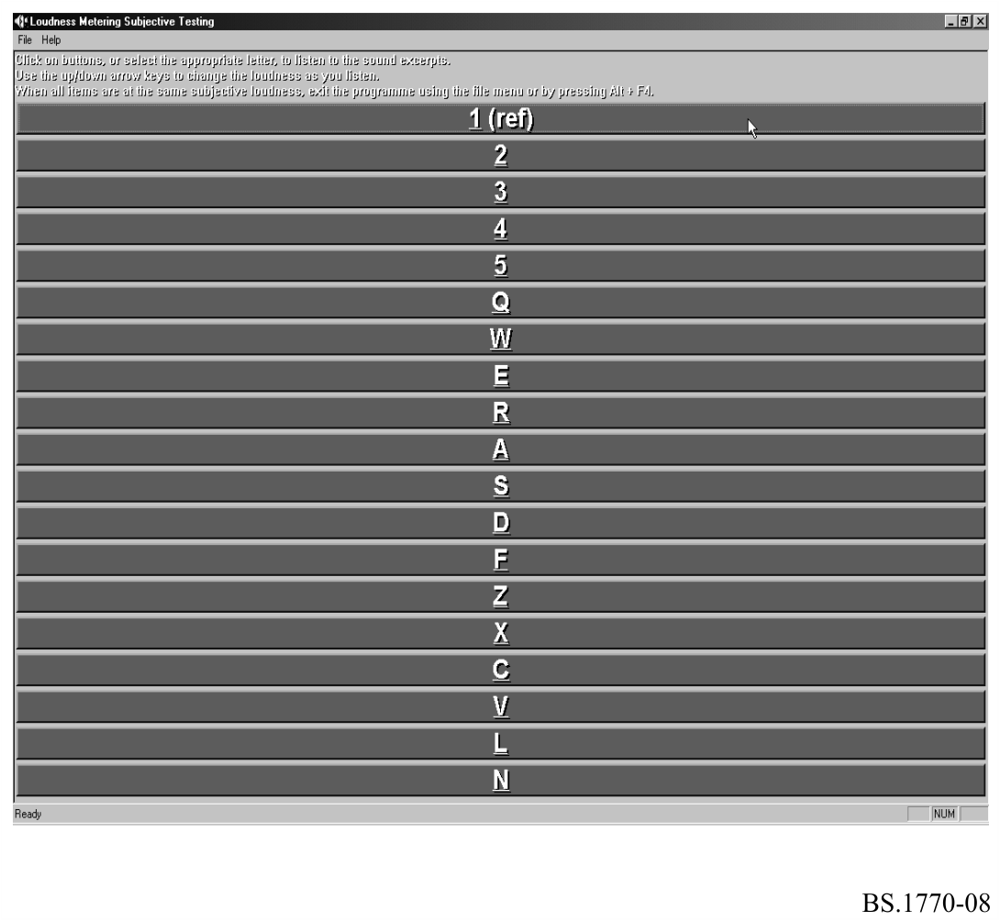 Loudness Metering Subjective Testing
File Help
Click on buttons, or select the appropriate letter, to listen to the sound excerpts.
Use the up/down arrow keys to change the loudness as you listen.
When all items are at the same subjective loudness, exit the programme using the file menu or by pressing Alt + F4.
1 (ref)
2
3
4
5
Q
W
E
R
A
S
D
F
Z
X
C
V
L
N
Ready NUM
BS.1770-08